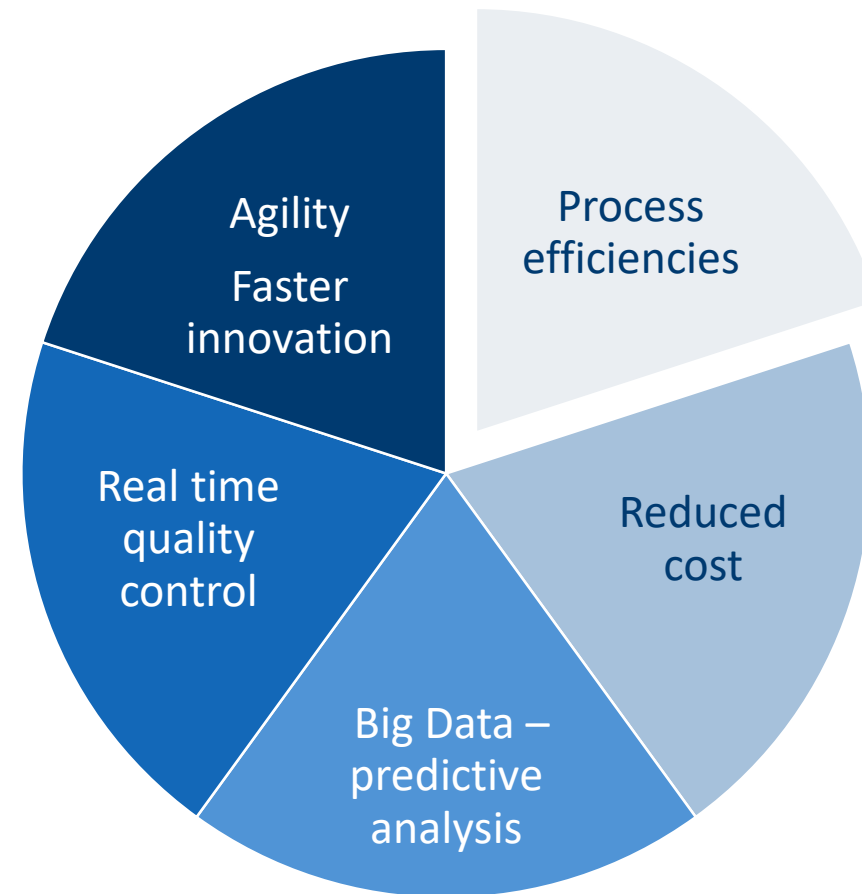 Agility
Faster
innovation
Process
efficiencies
Real time
quality
control
Reduced
cost
Big Data –
predictive
analysis